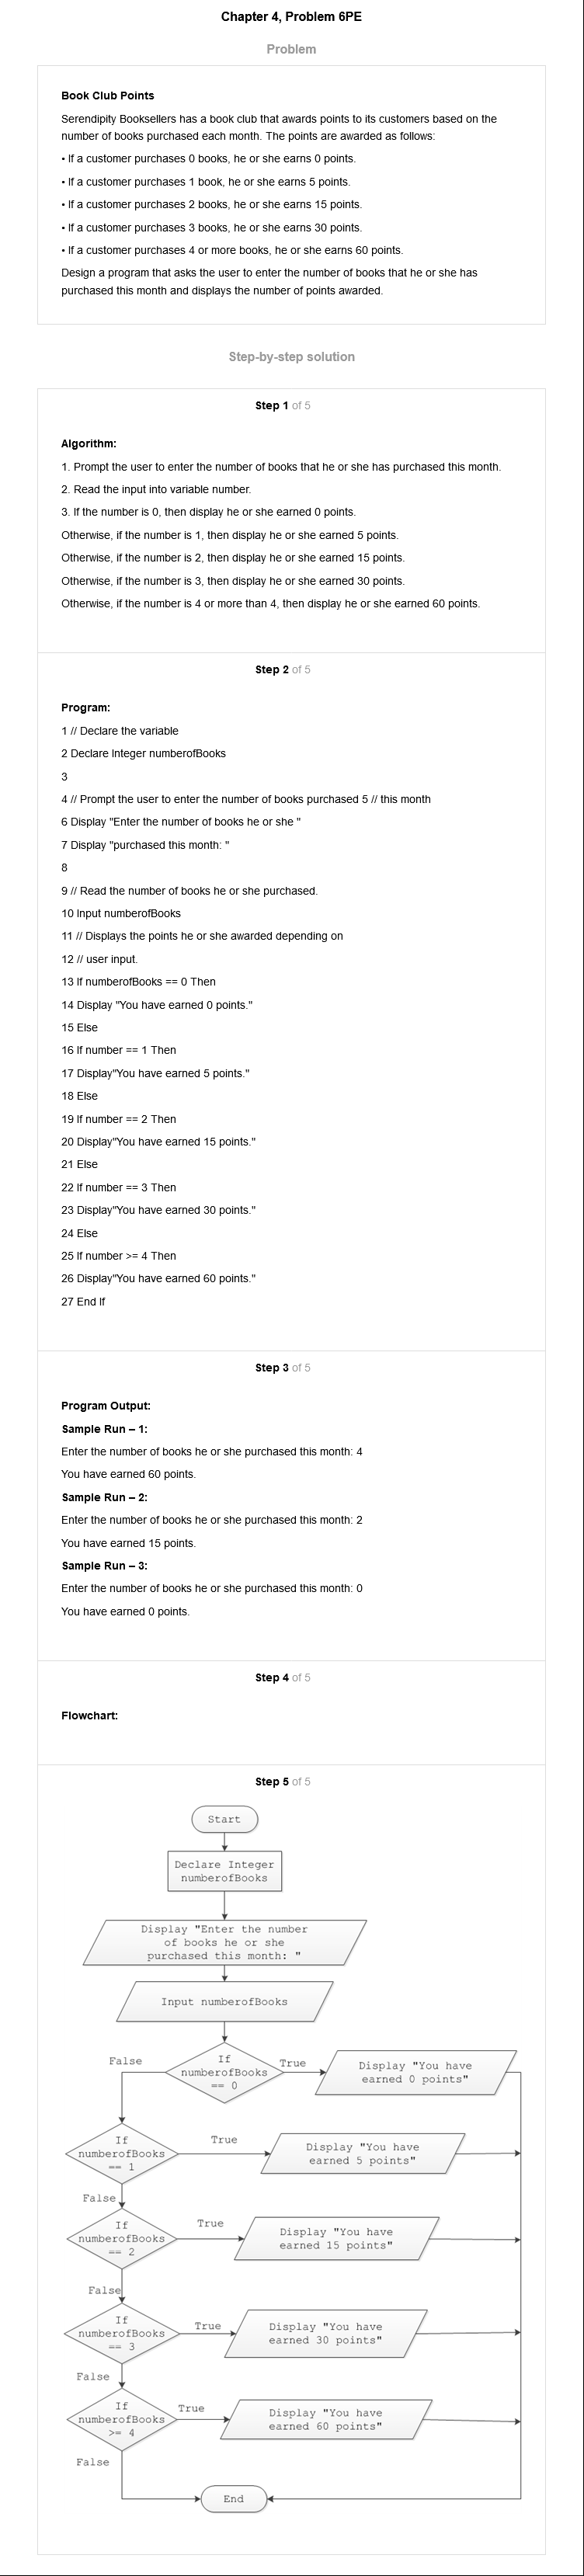 Chapter 4, Problem 6PE
Problem
Book Club Points
Serendipity Booksellers has a book club that awards points to its customers based on the
number of books purchased each month. The points are awarded as follows:
• If a customer purchases 0 books, he or she earns 0 points.
• If a customer purchases 1 book, he or she earns 5 points.
• If a customer purchases 2 books, he or she earns 15 points.
• If a customer purchases 3 books, he or she earns 30 points.
• If a customer purchases 4 or more books, he or she earns 60 points.
Design a program that asks the user to enter the number of books that he or she has
purchased this month and displays the number of points awarded.
Step-by-step solution
Step 1 of 5
Algorithm:
1. Prompt the user to enter the number of books that he or she has purchased this month.
2. Read the input into variable number.
3. If the number is 0, then display he or she earned 0 points.
Otherwise, if the number is 1, then display he or she earned 5 points.
Otherwise, if the number is 2, then display he or she earned 15 points.
Otherwise, if the number is 3, then display he or she earned 30 points.
Otherwise, if the number is 4 or more than 4, then display he or she earned 60 points.
Step 2 of 5
Program:
1 // Declare the variable
2 Declare Integer numberofBooks
3
4 // Prompt the user to enter the number of books purchased 5 // this month
6 Display "Enter the number of books he or she "
7 Display "purchased this month: "
8
9 // Read the number of books he or she purchased.
10 Input numberofBooks
11 // Displays the points he or she awarded depending on
12 // user input.
13 If numberofBooks == 0 Then
14 Display "You have earned 0 points."
15 Else
16 If number == 1 Then
17 Display"You have earned 5 points."
18 Else
19 If number == 2 Then
20 Display"You have earned 15 points."
21 Else
22 If number == 3 Then
23 Display"You have earned 30 points."
24 Else
25 If number >= 4 Then
26 Display"You have earned 60 points."
27 End If
Step 3 of 5
Program Output:
Sample Run – 1:
Enter the number of books he or she purchased this month: 4
You have earned 60 points.
Sample Run – 2:
Enter the number of books he or she purchased this month: 2
You have earned 15 points.
Sample Run – 3:
Enter the number of books he or she purchased this month: 0
You have earned 0 points.
Step 4 of 5
Flowchart:
Step 5 of 5
Start
Declare Integer
numberofBooks
Display "Enter the number
of books he or she
purchased this month: "
Input numberofBooks
If
numberofBooks
== 0
False
True
Display "You have
earned 0 points"
If
numberofBooks
== 1
True
Display "You have
earned 5 points"
False
If
numberofBooks
== 2
True
Display "You have
earned 15 points"
False
If
numberofBooks
== 3
True
Display "You have
earned 30 points"
False
If
numberofBooks
>= 4
True
Display "You have
earned 60 points"
False
End